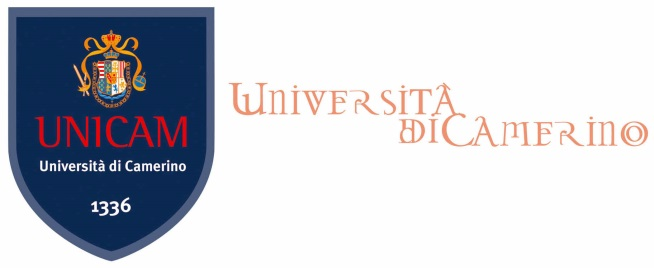 UNICAM
Università di Camerino
1336
UNIVERSITÀ
DI CAMERINO